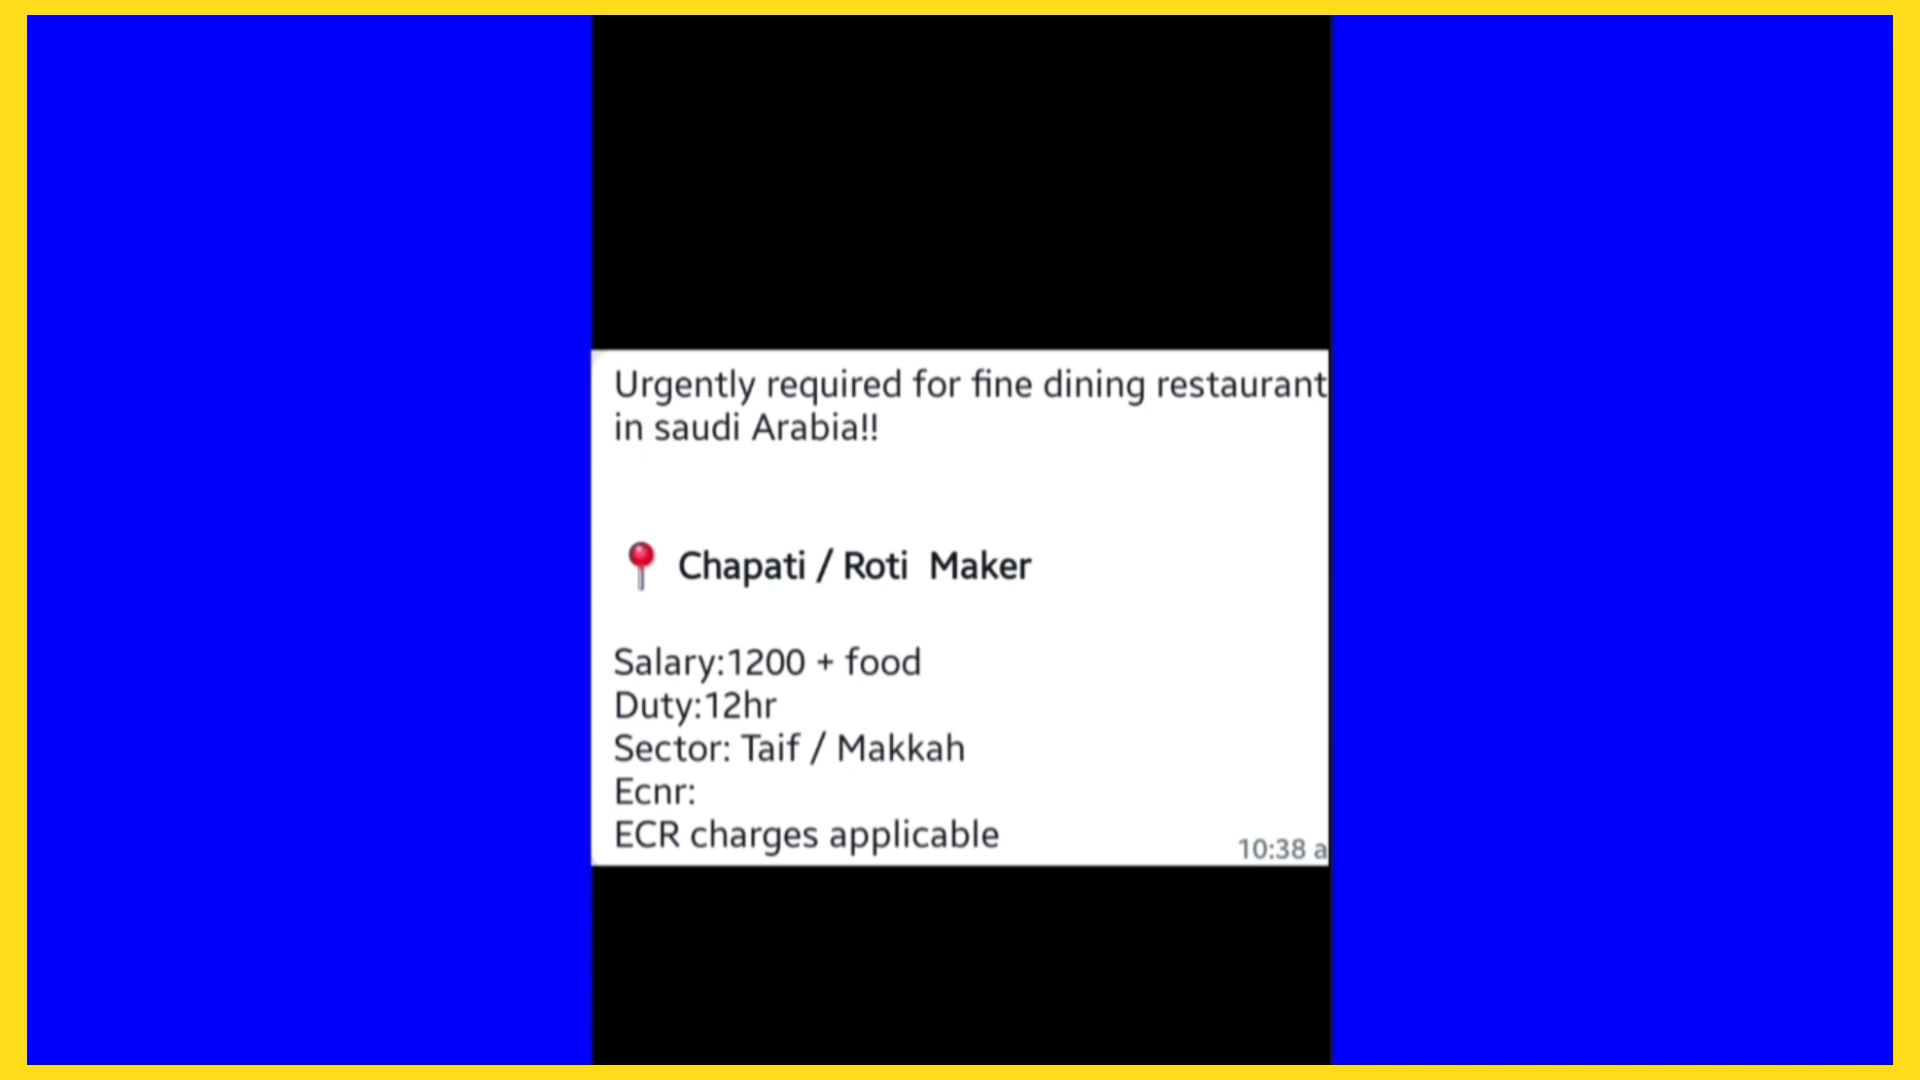 Urgently required for fine dining restaurant
in saudi Arabia!!
📍 Chapati / Roti Maker
Salary:1200 + food
Duty:12hr
Sector: Taif / Makkah
Ecnr:
ECR charges applicable
10:38 a